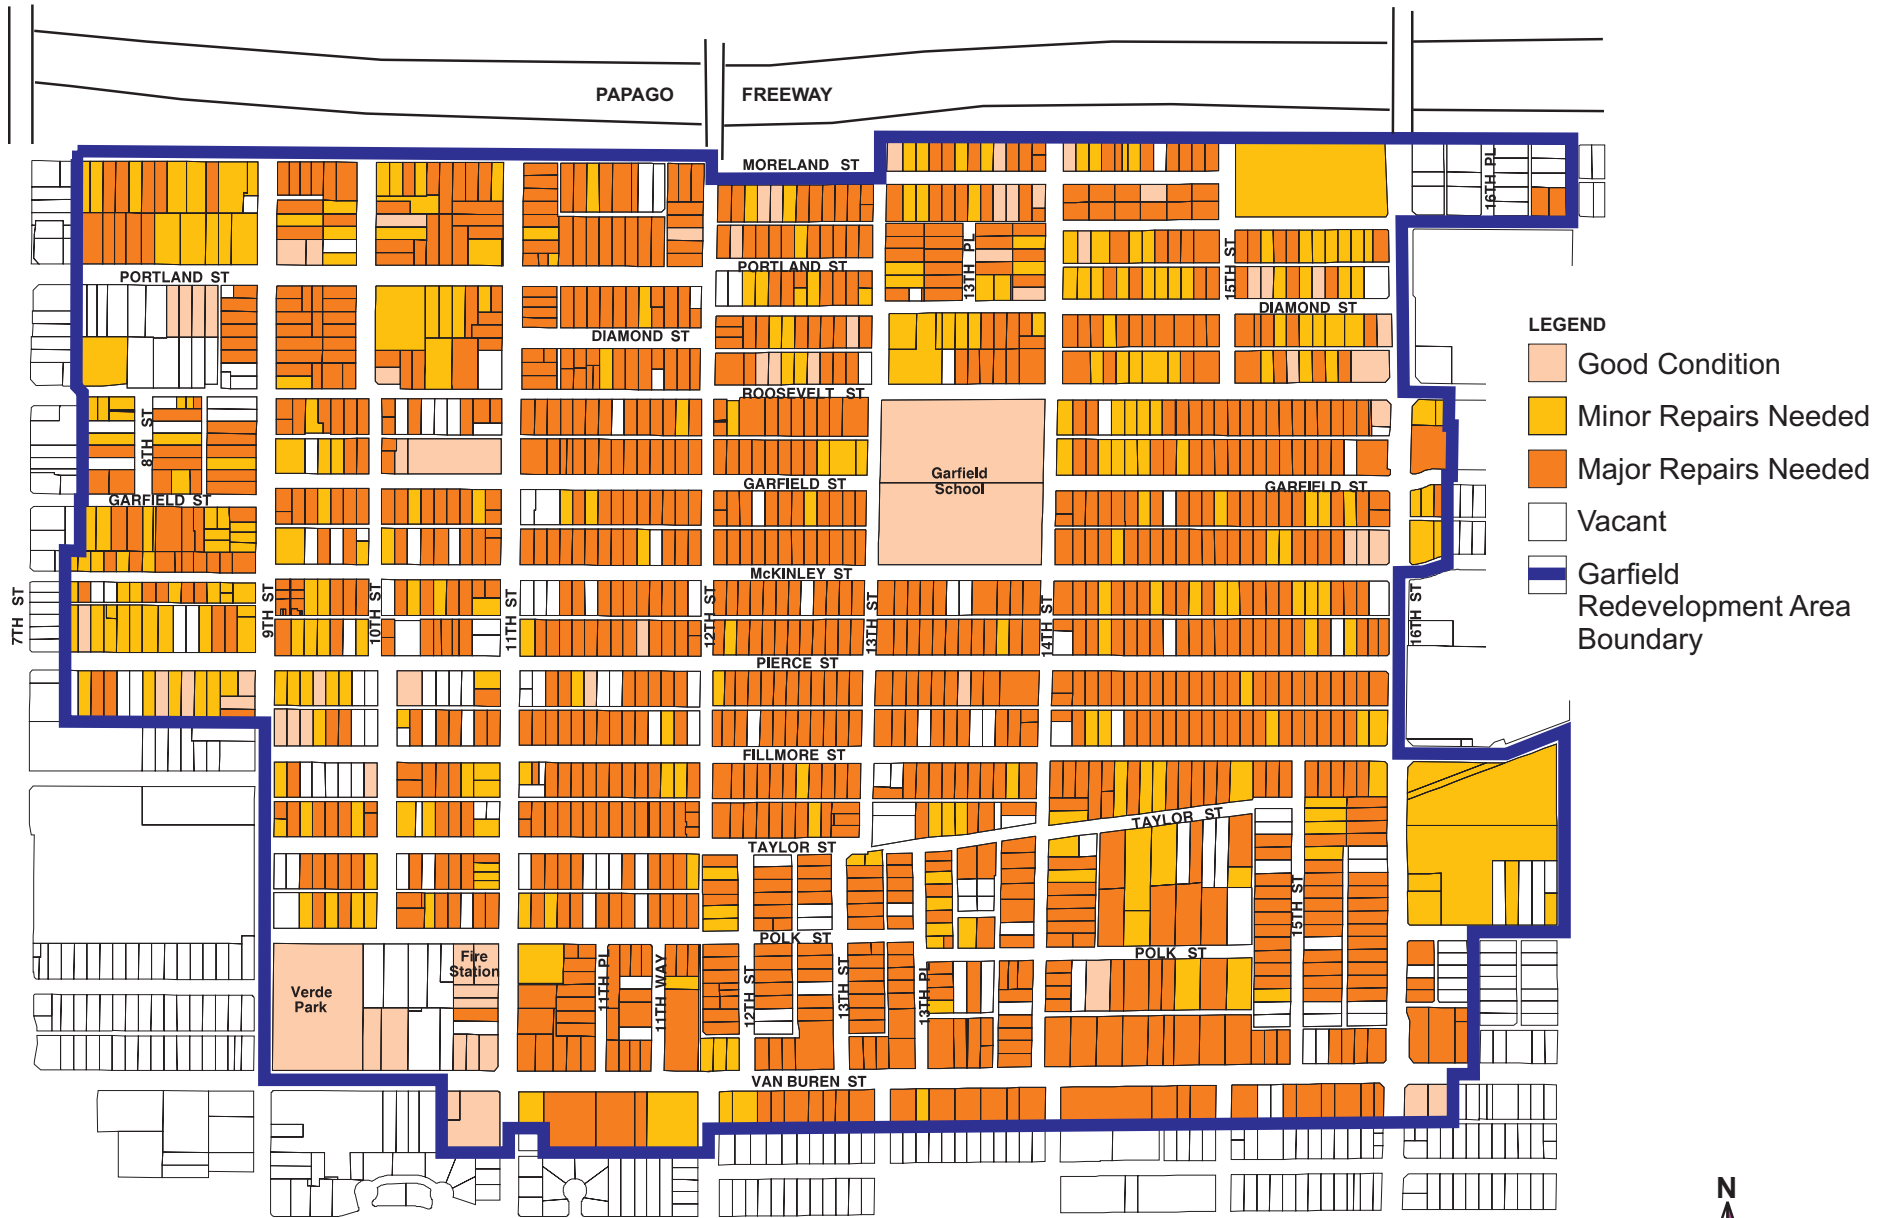 PAPAGO FREEWAY
MORELAND ST
16TH PL
13TH PL
15TH ST
PORTLAND ST
PORTLAND ST
DIAMOND ST
DIAMOND ST
LEGEND
Good Condition
Minor Repairs Needed
Major Repairs Needed
Vacant
Garfield
Redevelopment Area
Boundary
ROOSEVELT ST
8TH ST
Garfield
School
GARFIELD ST
GARFIELD ST
GARFIELD ST
McKINLEY ST
7TH ST
9TH ST
10TH ST
11TH ST
12TH ST
13TH ST
14TH ST
16TH ST
PIERCE ST
FILLMORE ST
TAYLOR ST
TAYLOR ST
15TH ST
POLK ST
POLK ST
Fire
Station
Verde
Park
11TH PL
11TH WAY
12TH ST
13TH ST
13TH PL
VAN BUREN ST
N